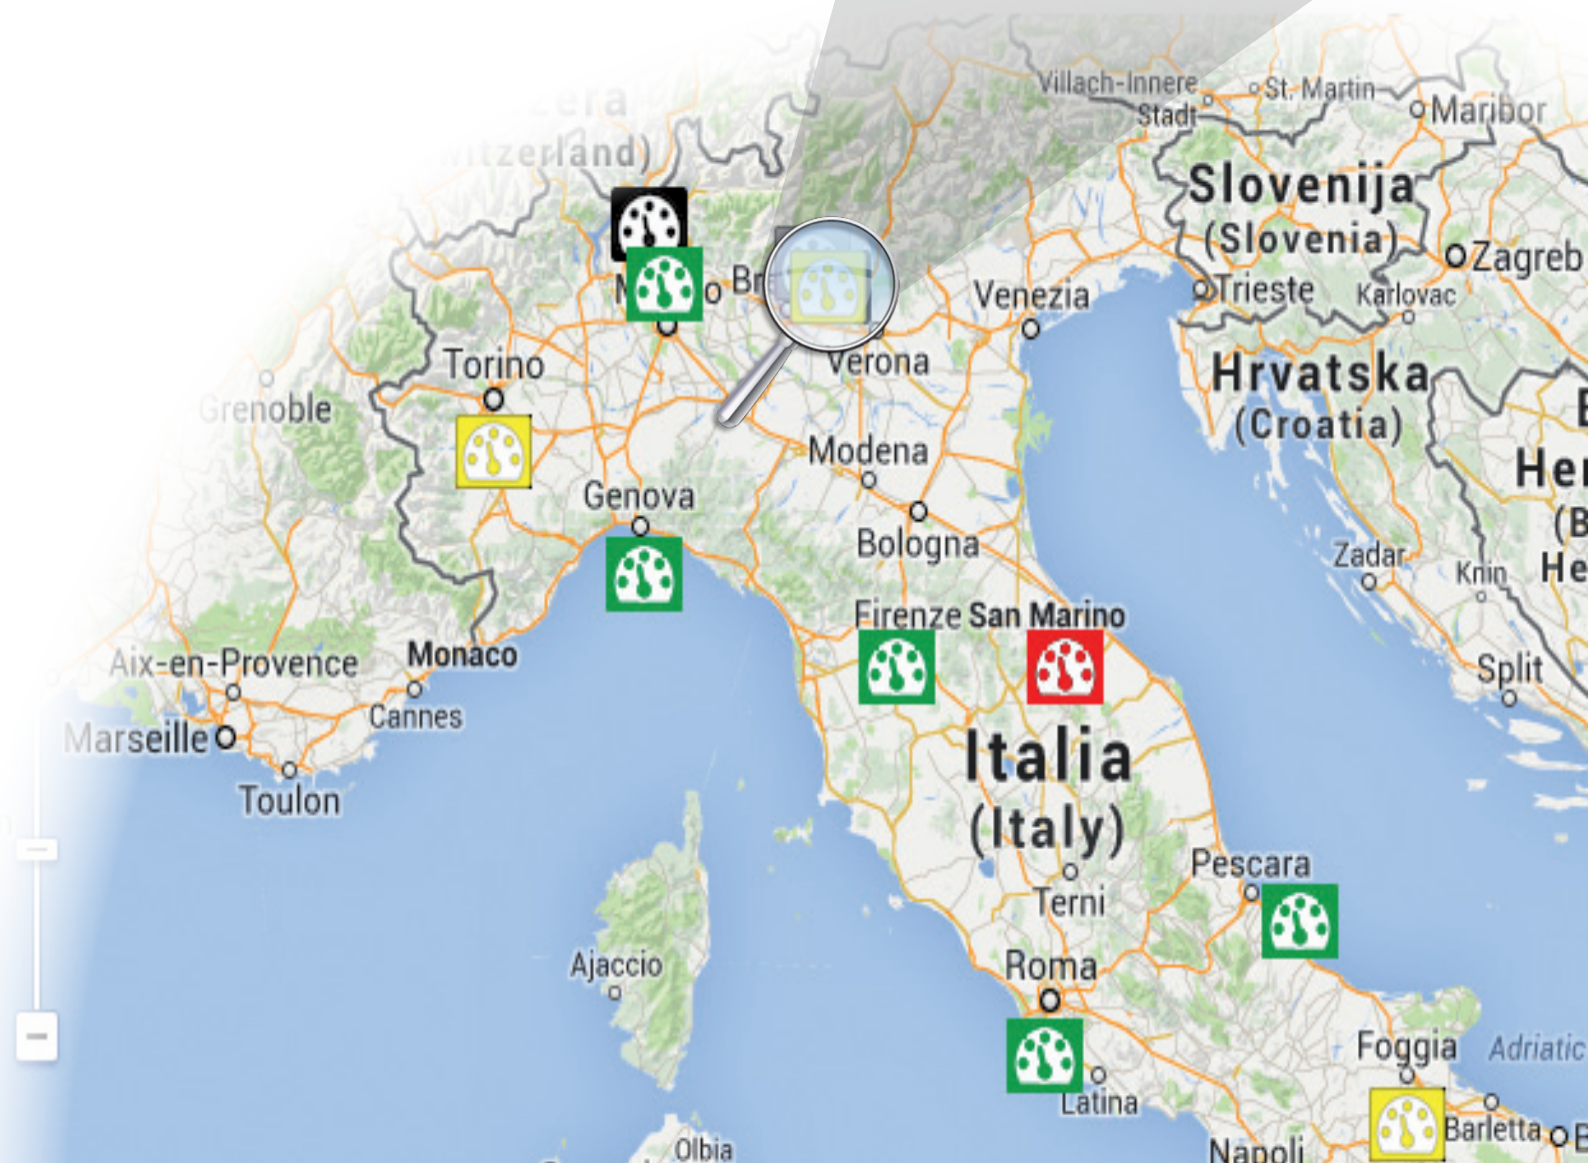 Villach-Innere
Stadt
St. Martin
Maribor
Slovenija
(Slovenia)
Zagreb
Trieste
Karlovac
Venezia
Verona
Torino
Hrvatska
(Croatia)
Grenoble
Modena
Genova
Bologna
Zadar
Knin
Firenze
San Marino
Aix-en-Provence
Monaco
Split
Cannes
Marseille
Italia
(Italy)
Toulon
Pescara
Terni
Ajaccio
Roma
Foggia
Adriatic
Latina
Barletta
Napoli
Olbia